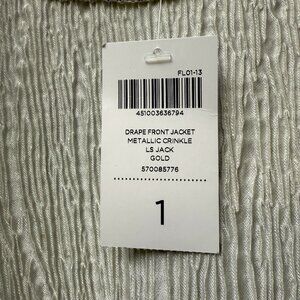 FL01-13
451003636794
DRAPE FRONT JACKET
METALLIC CRINKLE
LS JACK
GOLD
570085776
1